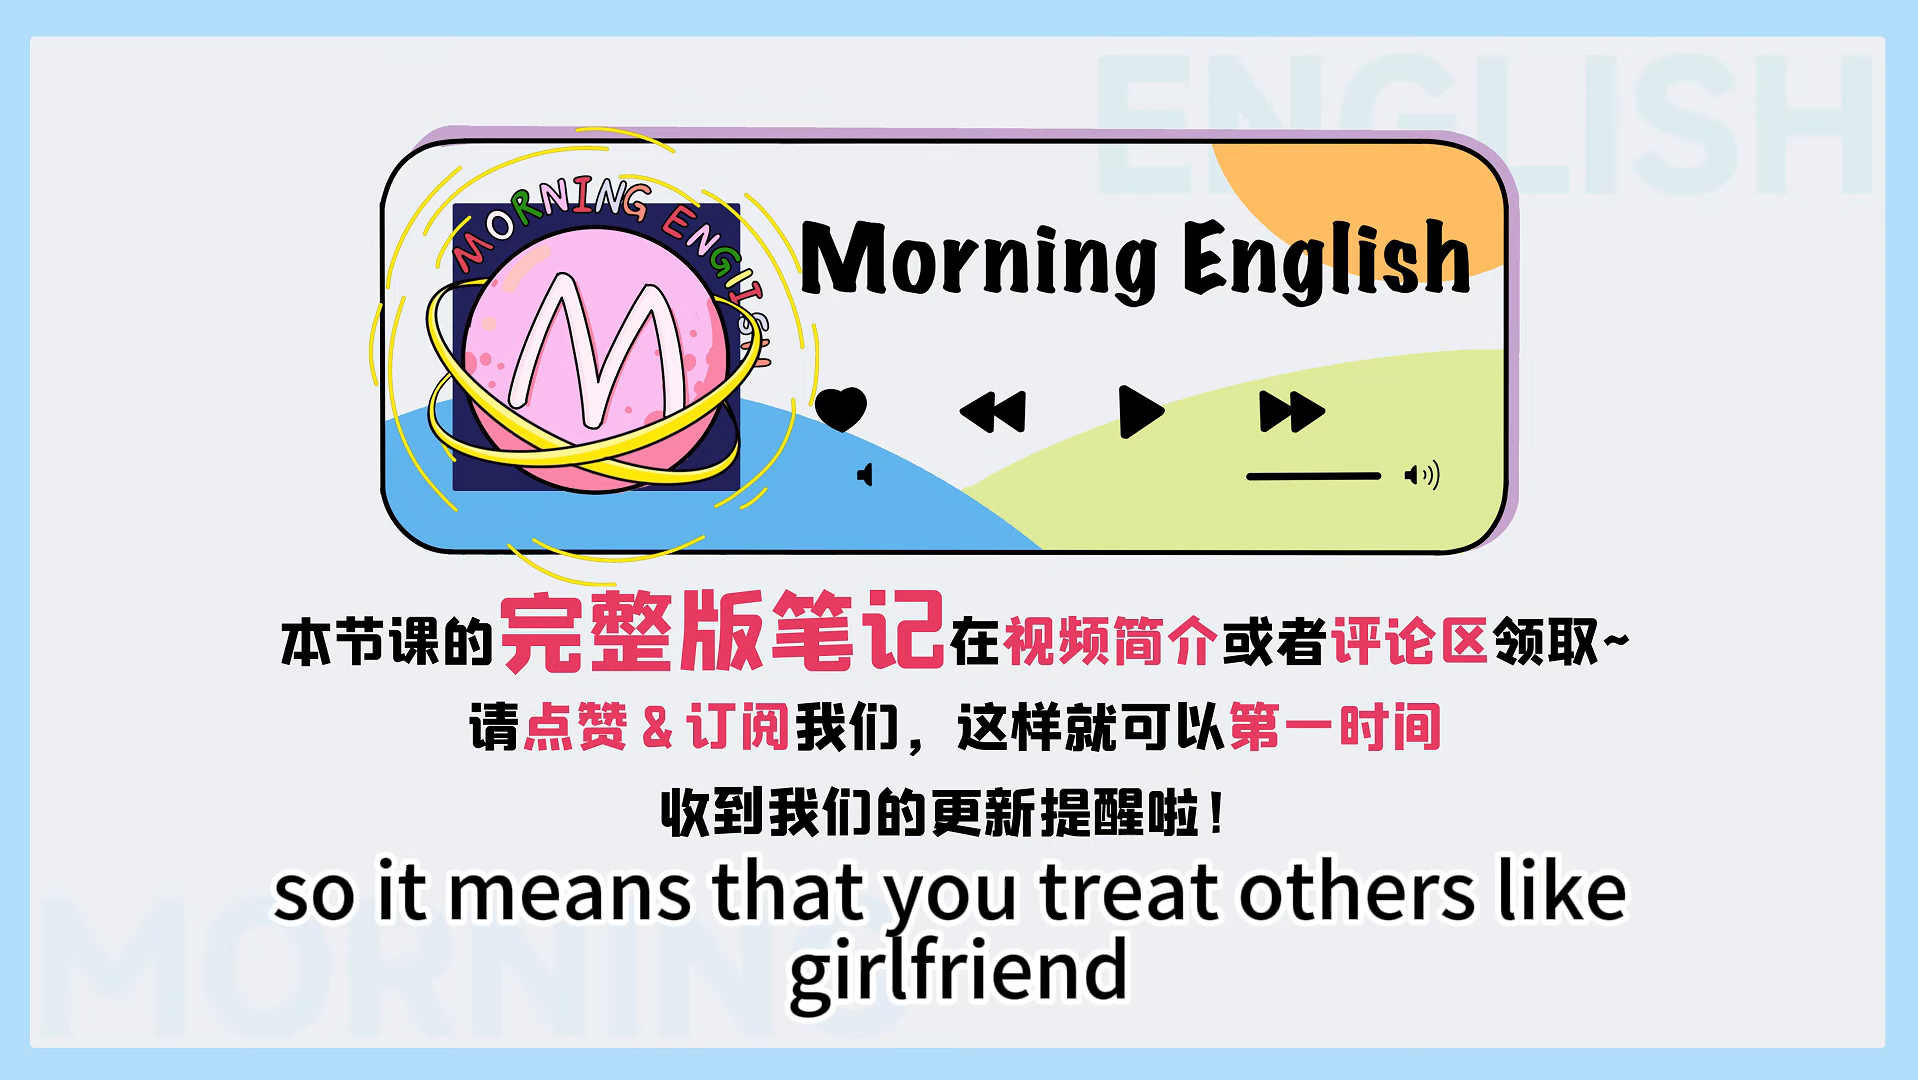 ENGLISH
MORNING ENGLISH
M
Morning English
本节课的完整版笔记在视频简介或者评论区领取~
请点赞&订阅我们，这样就可以第一时间
收到我们的更新提醒啦！
so it means that you treat others like
girlfriend
MORNING